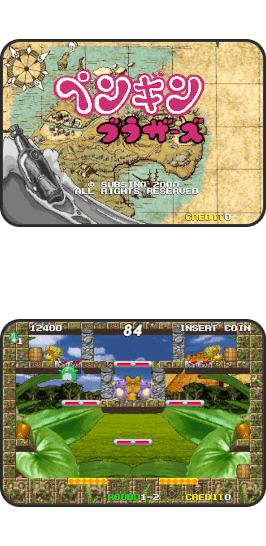 ペンギン
ブラザーズ
© SUBSINO 2000
ALL RIGHTS RESERVED
CREDIT0
12400 84 INSERT COIN
1
ROUND1-2 CREDIT0